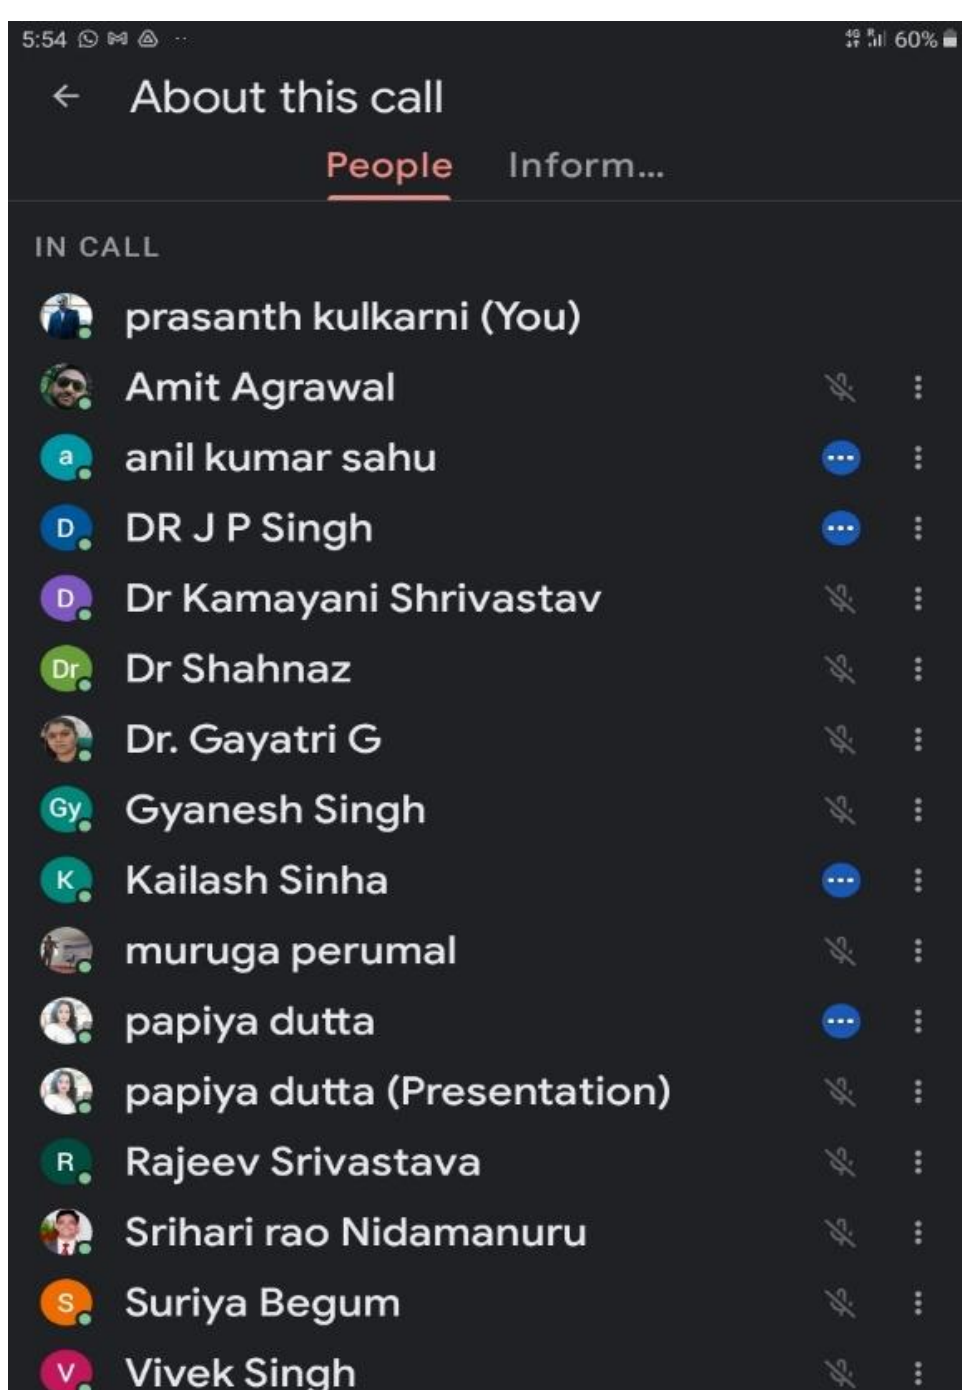 5:54 4G R 60%
About this call
People Inform...
IN CALL
prasanth kulkarni (You)
Amit Agrawal
a anil kumar sahu
D DR J P Singh
D Dr Kamayani Shrivastav
Dr Dr Shahnaz
Dr. Gayatri G
Gy Gyanesh Singh
K Kailash Sinha
muruga perumal
papiya dutta
papiya dutta (Presentation)
R Rajeev Srivastava
Srihari rao Nidamanuru
S Suriya Begum
V Vivek Singh